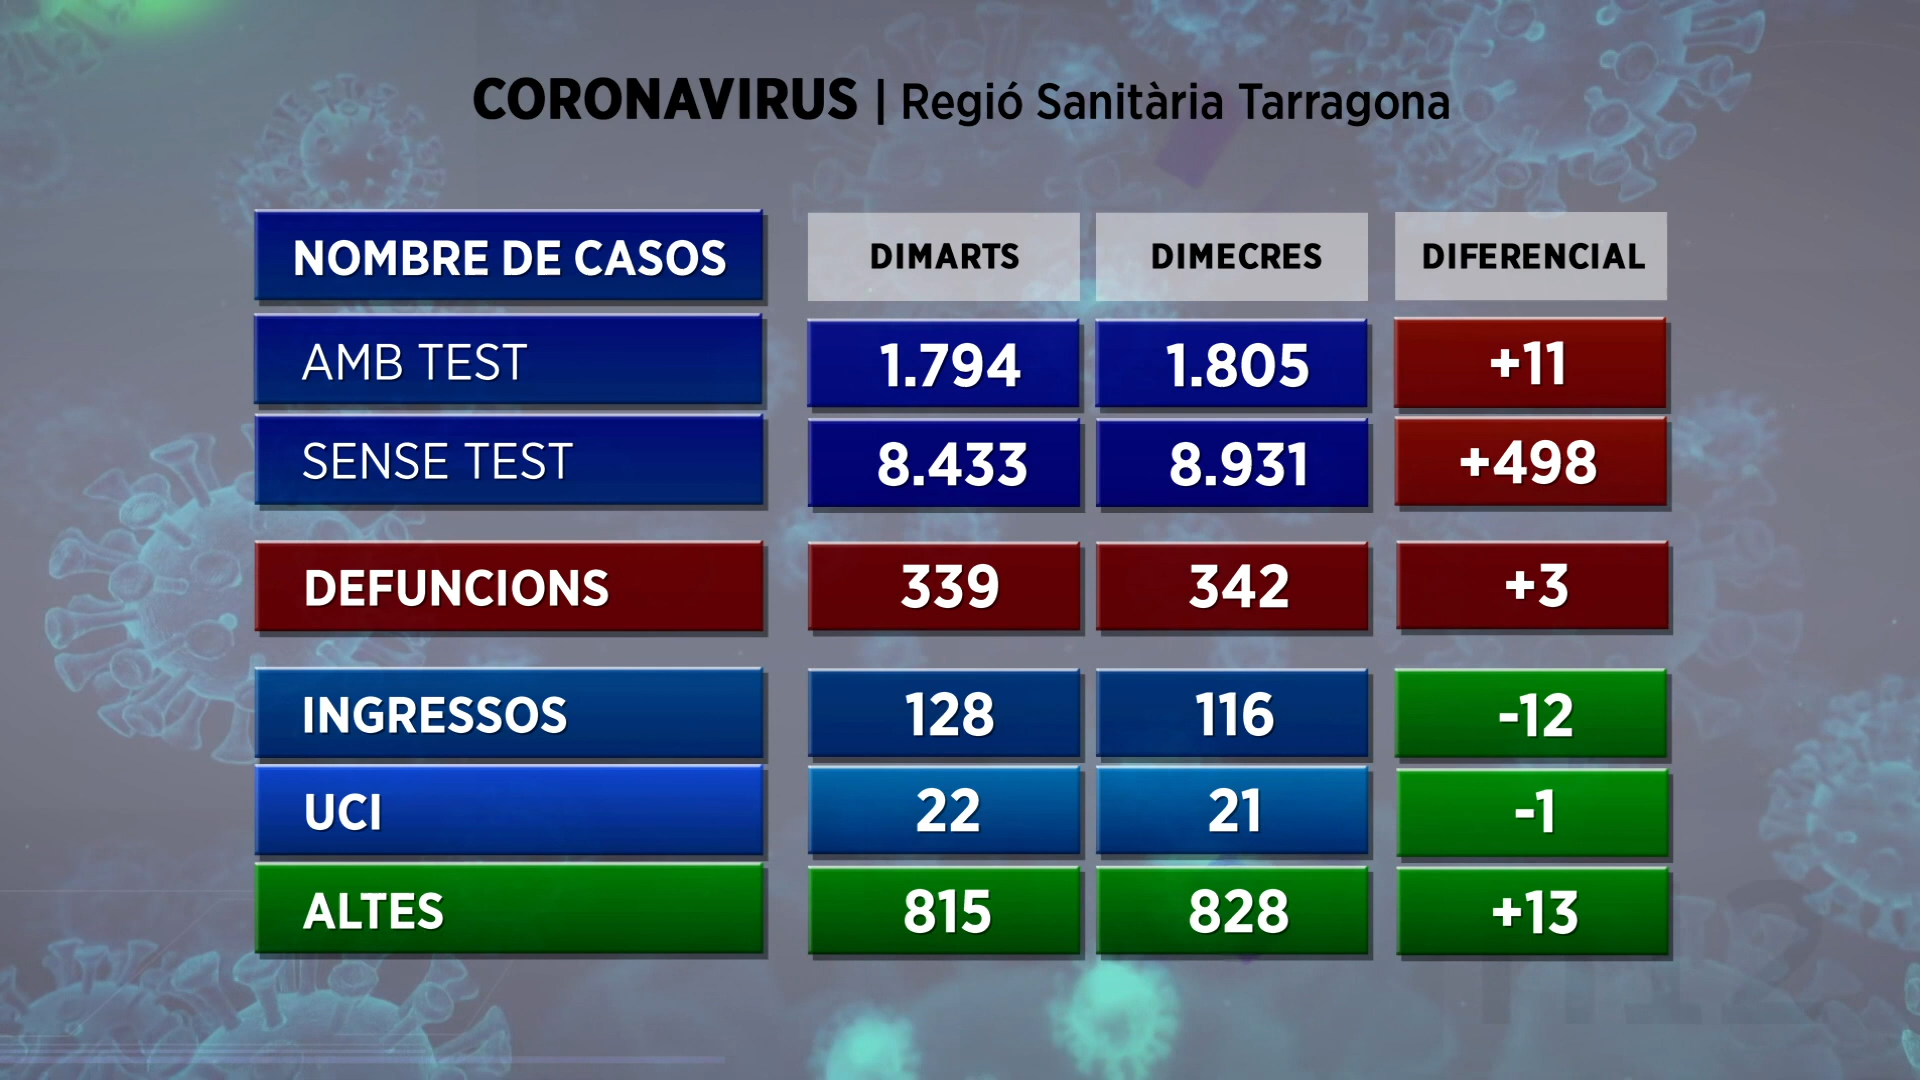 CORONAVIRUS | Regió Sanitària Tarragona
NOMBRE DE CASOS DIMARTS DIMECRES DIFERENCIAL
AMB TEST 1.794 1.805 +11
SENSE TEST 8.433 8.931 +498
DEFUNCIONS 339 342 +3
INGRESSOS 128 116 -12
UCI 22 21 -1
ALTES 815 828 +13